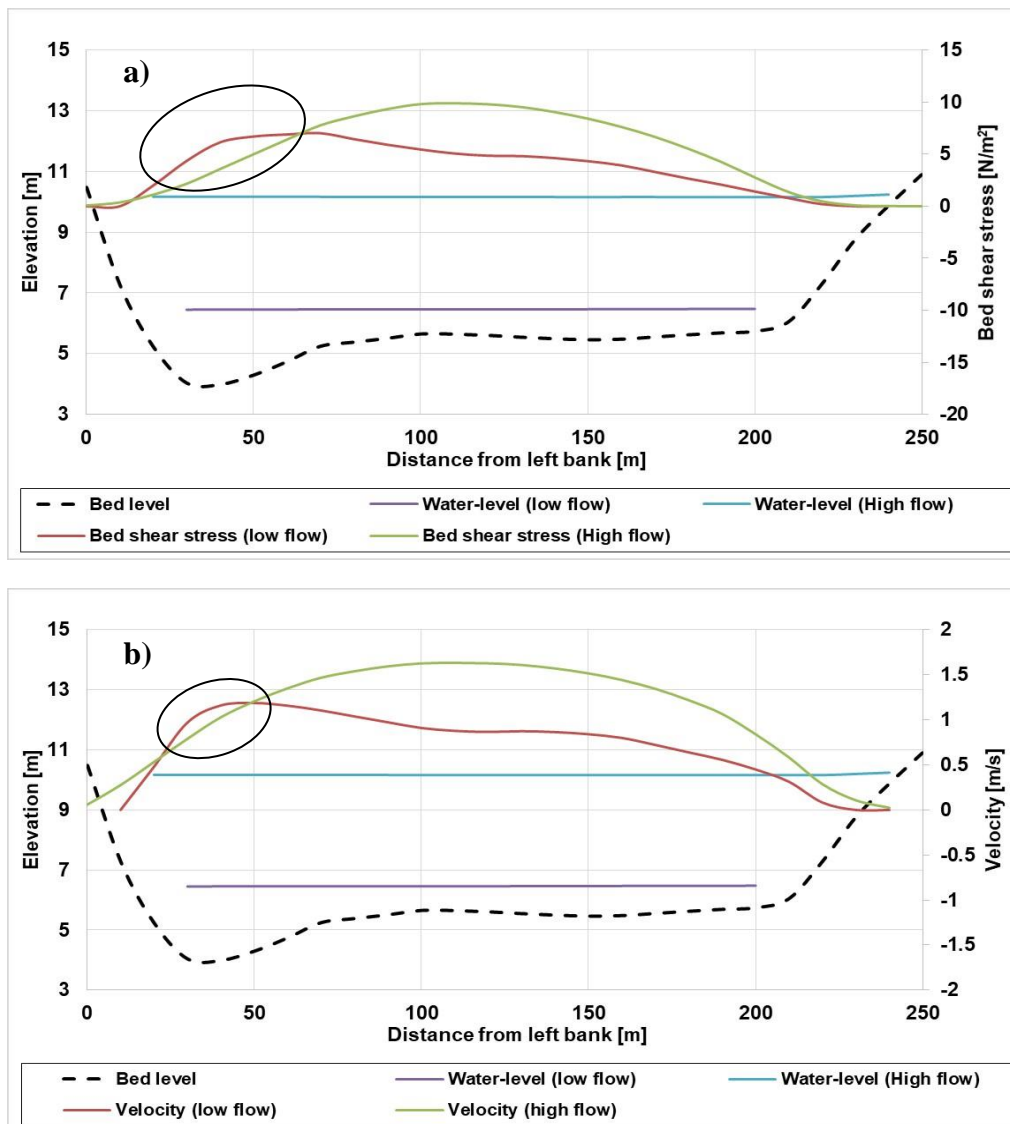 a)
15
13
11
9
7
5
3
Elevation [m]
15
10
5
0
-5
-10
-15
-20
Bed shear stress [N/m²]
0 50 100 150 200 250
Distance from left bank [m]
Bed level Water-level (low flow) Water-level (High flow)
Bed shear stress (low flow) Bed shear stress (High flow)
b)
15
13
11
9
7
5
3
Elevation [m]
2
1.5
1
0.5
0
-0.5
-1
-1.5
-2
Velocity [m/s]
0 50 100 150 200 250
Distance from left bank [m]
Bed level Water-level (low flow) Water-level (High flow)
Velocity (low flow) Velocity (high flow)